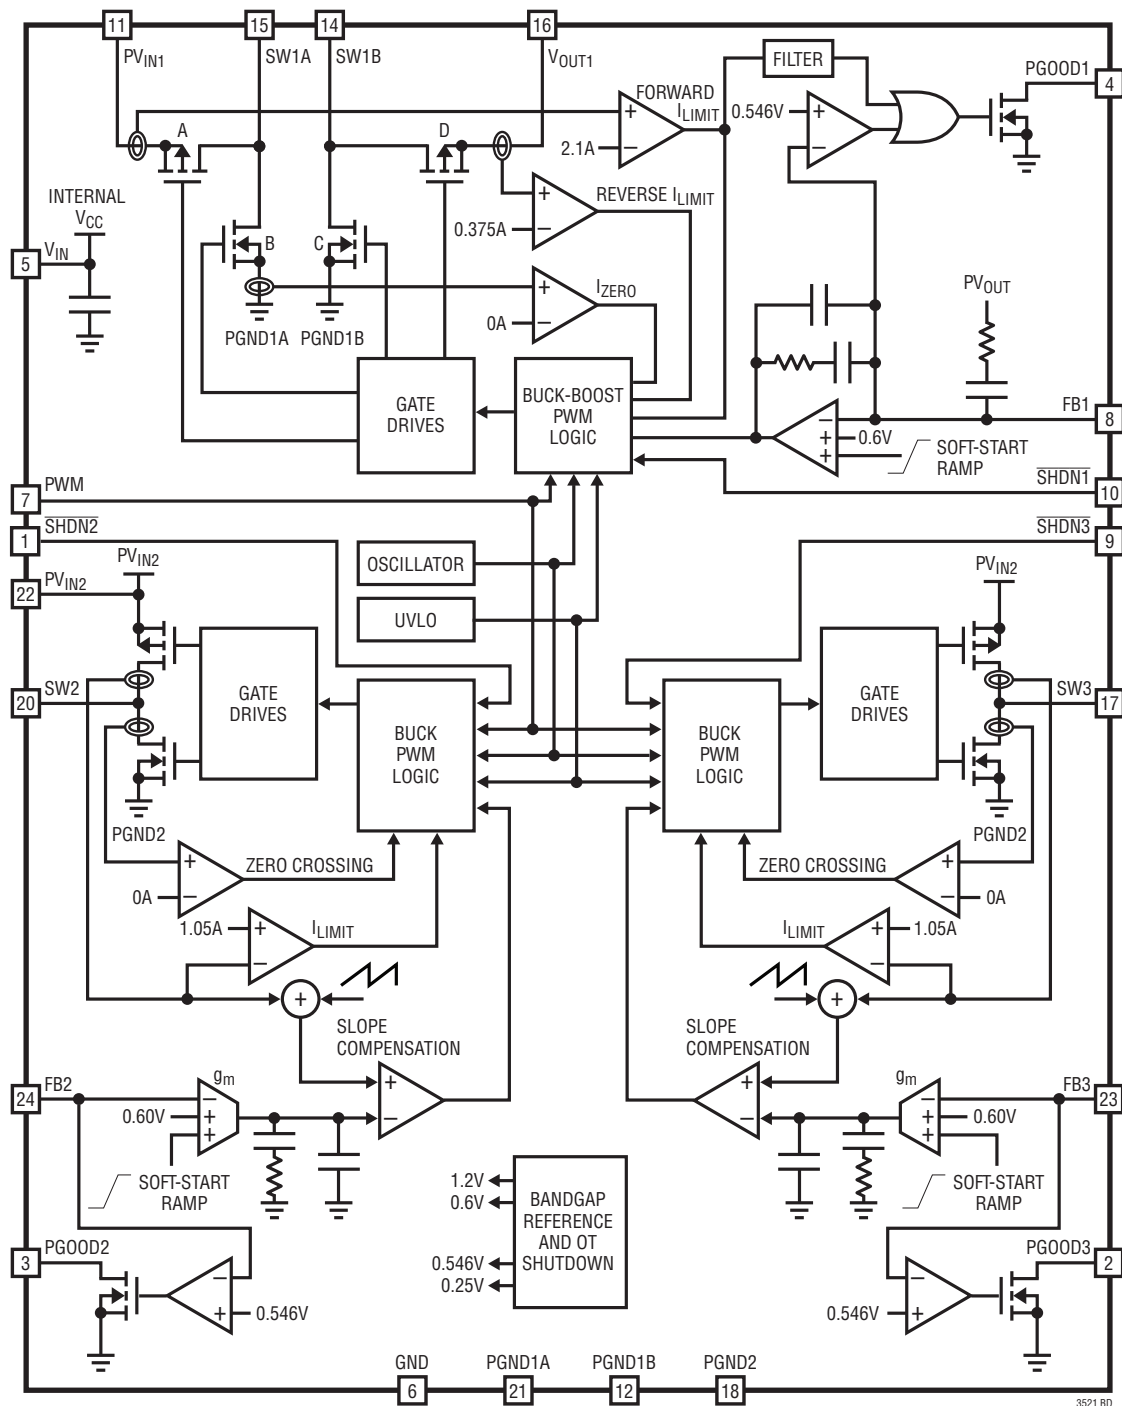 11
15
14
16
PVIN1
SW1A
SW1B
VOUT1
FILTER
PGOOD1
4
FORWARD
ILIMIT
+
−
2.1A
0.546V
+
−
A
D
INTERNAL
VCC
VIN
5
B
C
+
−
0.375A
REVERSE ILIMIT
+
−
0A
IZERO
PGND1A
PGND1B
PVOUT
GATE
DRIVES
BUCK-BOOST
PWM
LOGIC
FB1
8
−
+
+
0.6V
SOFT-START
RAMP
SHDN1
10
PWM
7
SHDN2
1
SHDN3
9
OSCILLATOR
UVLO
PVIN2
PVIN2
22
PVIN2
GATE
DRIVES
SW2
20
BUCK
PWM
LOGIC
BUCK
PWM
LOGIC
GATE
DRIVES
SW3
17
PGND2
PGND2
+
−
0A
ZERO CROSSING
ZERO CROSSING
+
−
0A
1.05A
+
−
ILIMIT
ILIMIT
+
−
1.05A
+
+
SLOPE
COMPENSATION
SLOPE
COMPENSATION
+
−
+
−
FB2
24
gm
−
+
+
0.60V
SOFT-START
RAMP
gm
−
+
+
0.60V
FB3
23
SOFT-START
RAMP
1.2V
0.6V
0.546V
0.25V
BANDGAP
REFERENCE
AND OT
SHUTDOWN
PGOOD2
3
−
+
0.546V
−
+
0.546V
PGOOD3
2
GND
PGND1A
PGND1B
PGND2
6
21
12
18
3521 BD